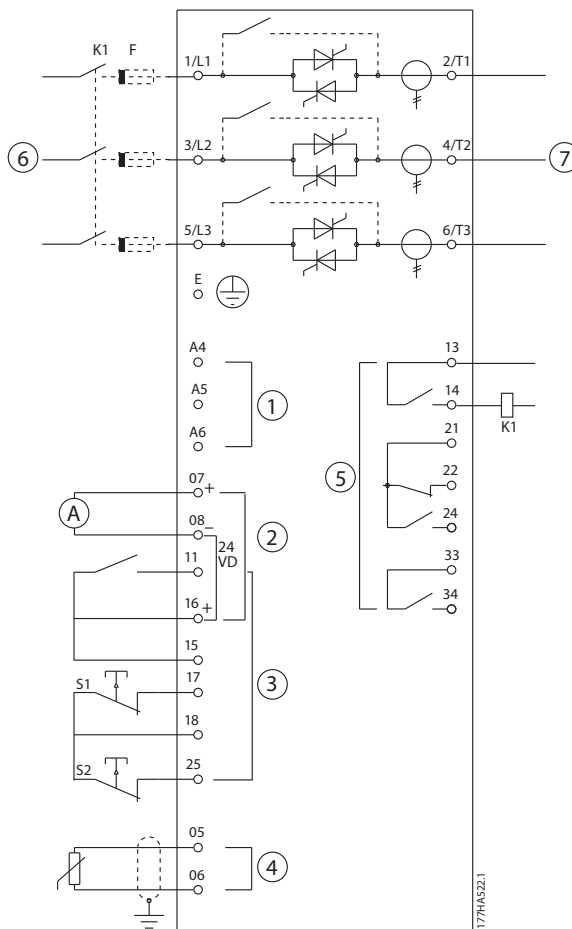 K1 F 1/L1 2/T1
6 3/L2 4/T2 7
5/L3 6/T3
E
A4 13
A5 1 14
A6 K1
21
07 + 22
A 5
08 − 2 24
24
VD
11 33
16 + 34
15
S1 17 3
18
S2 25
05
4
06
177HA522.1